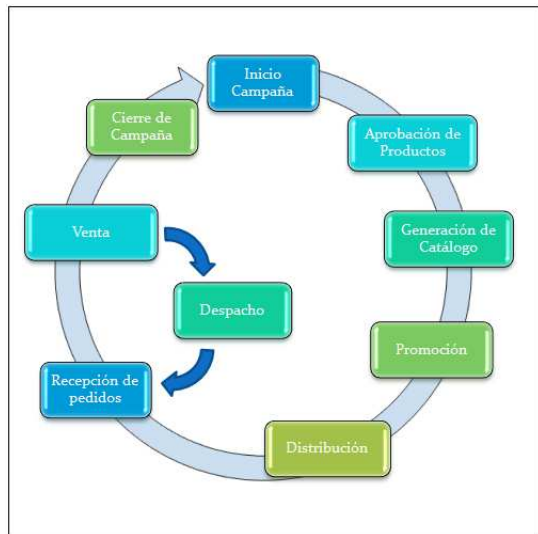 Inicio
Campaña
Aprobación de
Productos
Generación de
Catálogo
Promoción
Distribución
Recepción de
pedidos
Despacho
Venta
Cierre de
Campaña